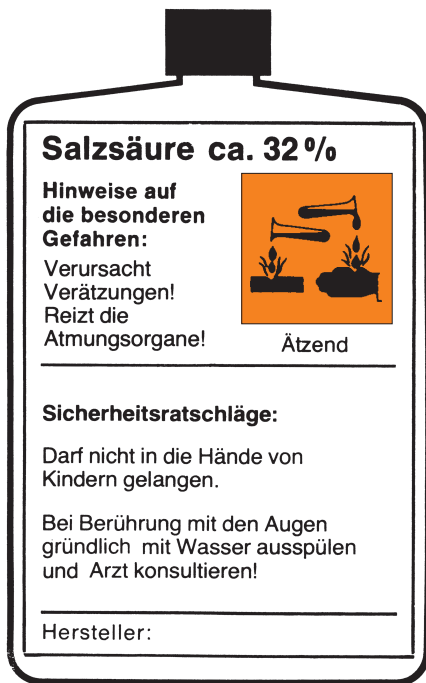 Salzsäure ca. 32%
Hinweise auf
die besonderen
Gefahren:
Verursacht
Verätzungen!
Reizt die
Atmungsorgane!
Ätzend
Sicherheitsratschläge:
Darf nicht in die Hände von
Kindern gelangen.
Bei Berührung mit den Augen
gründlich mit Wasser ausspülen
und Arzt konsultieren!
Hersteller: